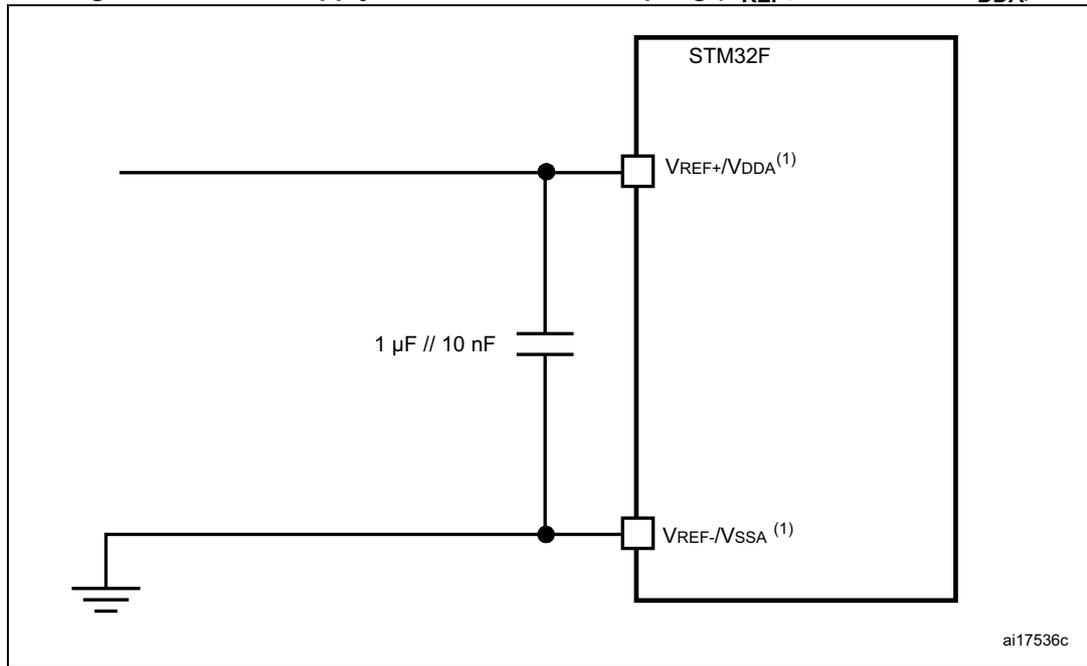 STM32F
VREF+/VDDA(1)
1 µF // 10 nF
VREF-/VSSA (1)
ai17536c